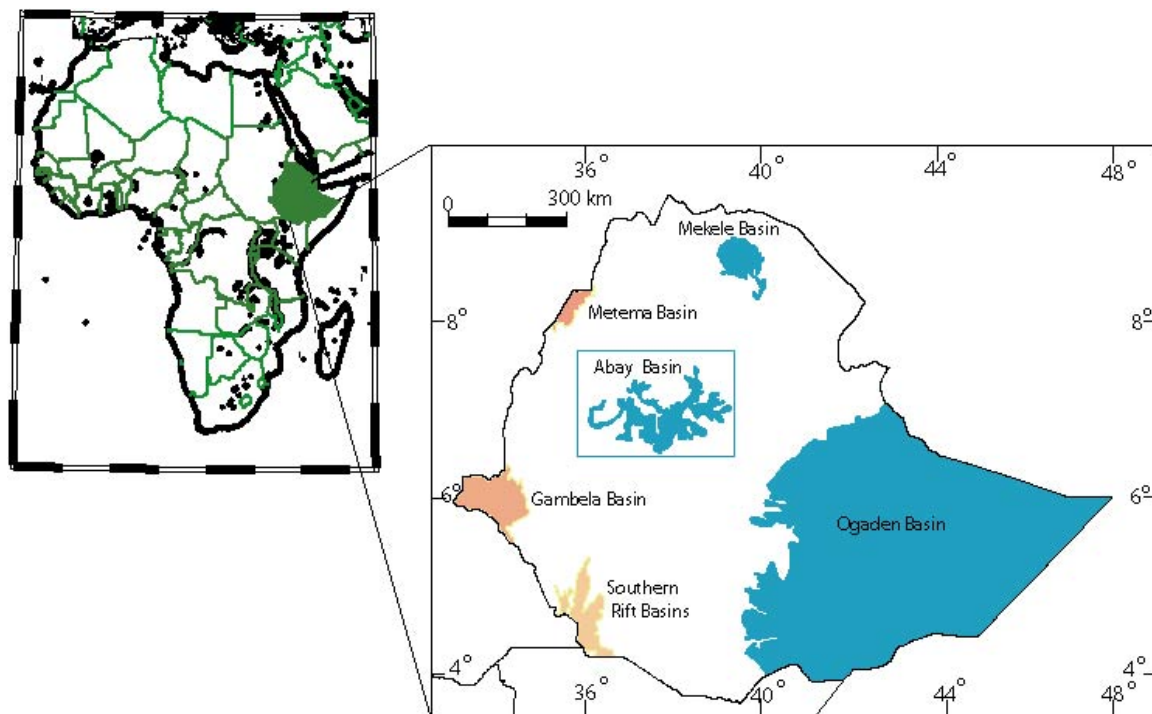 36° 40° 44° 48°
0 300 km
Mekele Basin
Metema Basin
8° 8°
Abay Basin
6° Gambela Basin 6°
Ogaden Basin
Southern
Rift Basins
4° 4°
36° 40° 44° 48°